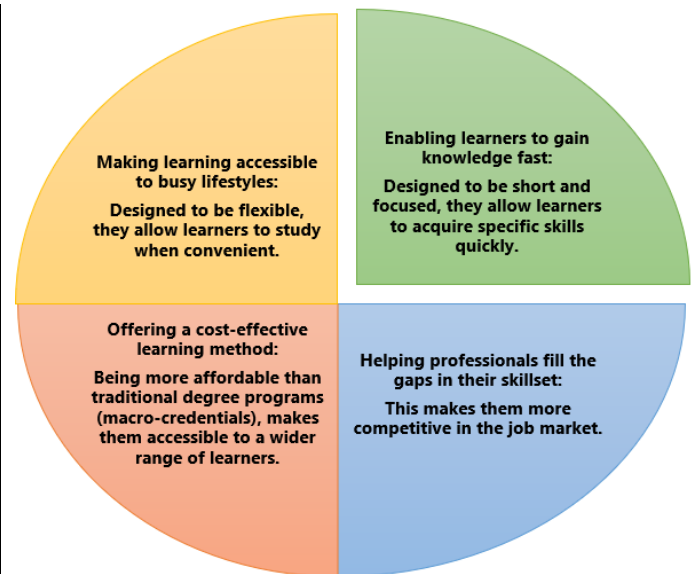 Making learning accessible
to busy lifestyles:
Designed to be flexible,
they allow learners to study
when convenient.
Enabling learners to gain
knowledge fast:
Designed to be short and
focused, they allow learners
to acquire specific skills
quickly.
Offering a cost-effective
learning method:
Being more affordable than
traditional degree programs
(macro-credentials), makes
them accessible to a wider
range of learners.
Helping professionals fill the
gaps in their skillset:
This makes them more
competitive in the job market.